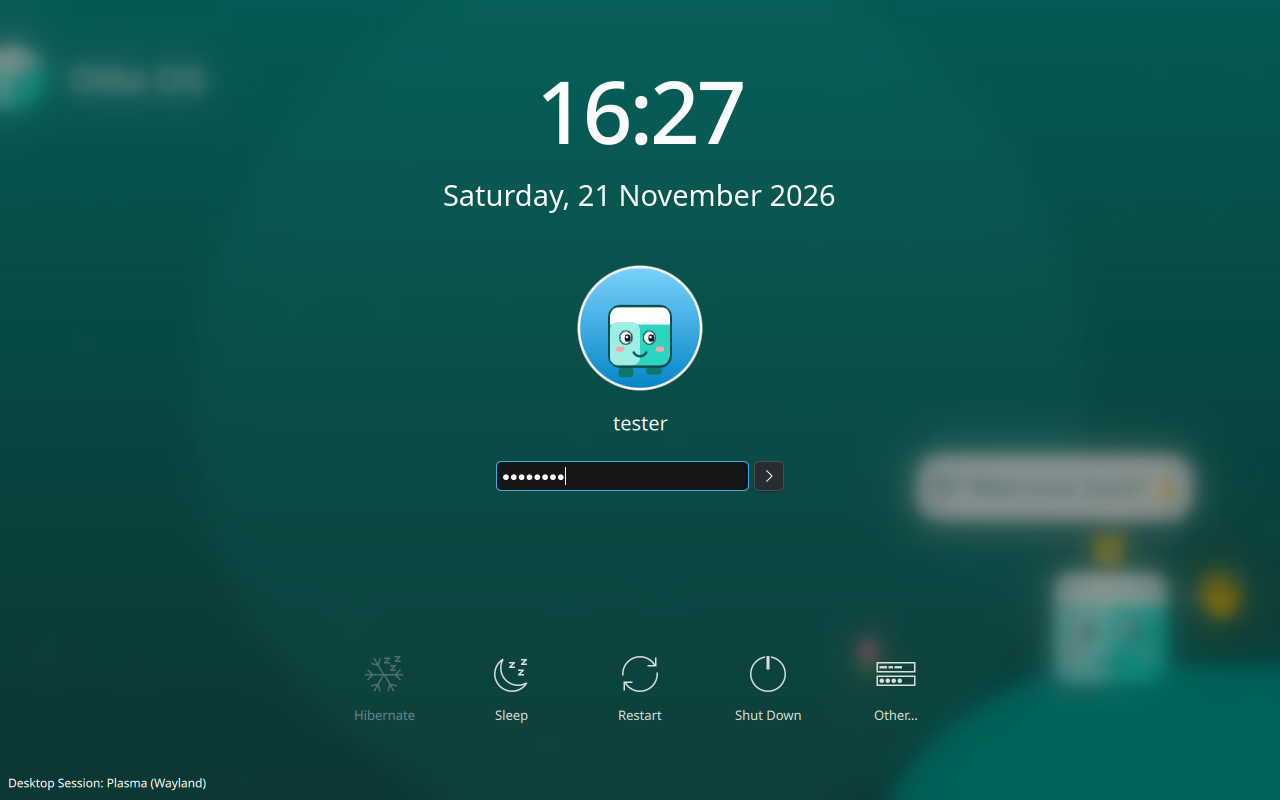 16:27
Saturday, 21 November 2026
tester
Hibernate
Sleep
Restart
Shut Down
Other...
Desktop Session: Plasma (Wayland)